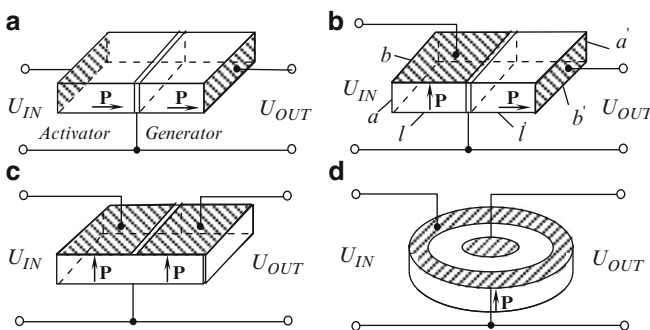 a
U_IN
P
P
Activator
Generator
U_OUT
b
b
a'
U_IN
P
P
a
b'
l
l'
U_OUT
c
U_IN
P
P
U_OUT
d
U_IN
P
U_OUT